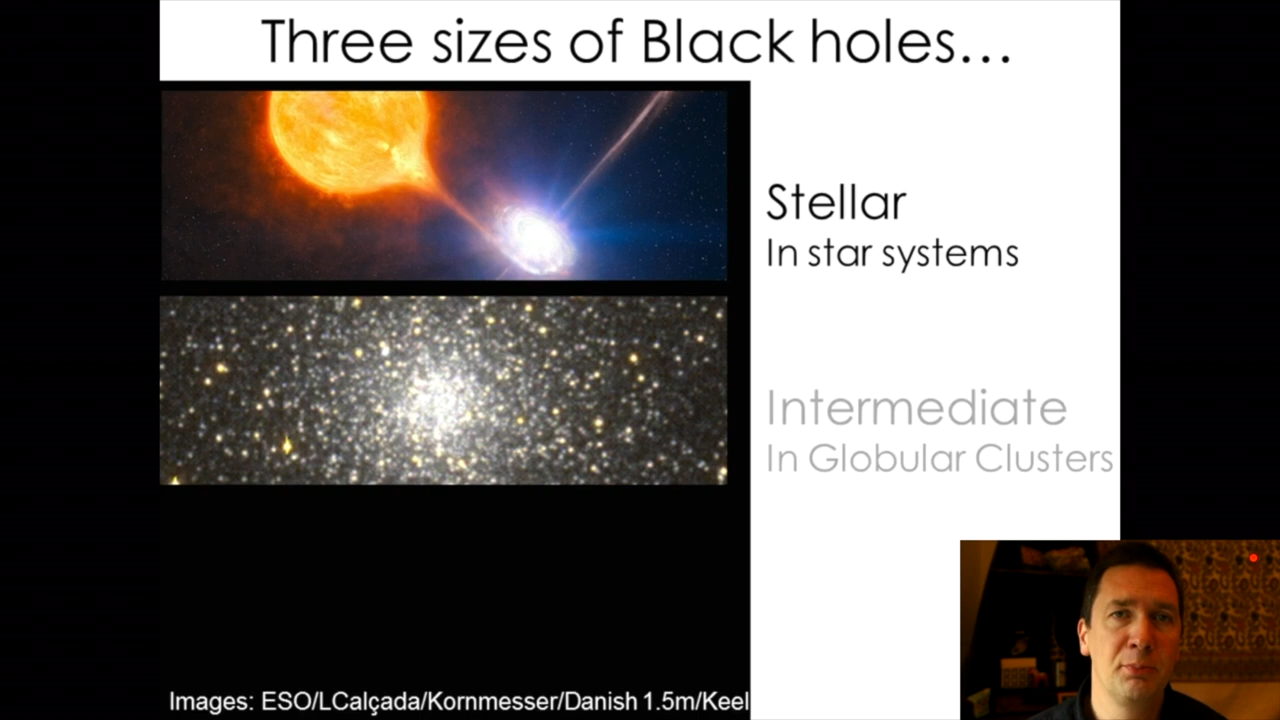 Three sizes of Black holes…
Stellar
In star systems
Intermediate
In Globular Clusters
Images: ESO/LCalçada/Kornmesser/Danish 1.5m/Keel